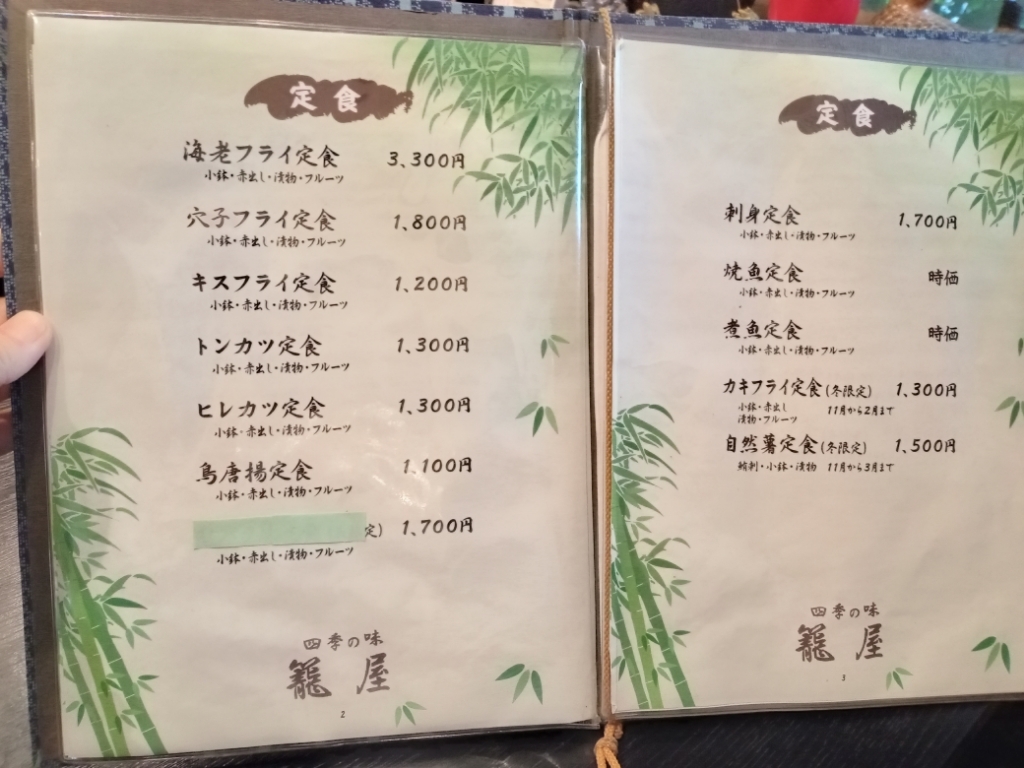 定食
海老フライ定食 3,300円
小鉢・赤出し・漬物・フルーツ
穴子フライ定食 1,800円
小鉢・赤出し・漬物・フルーツ
キスフライ定食 1,200円
小鉢・赤出し・漬物・フルーツ
トンカツ定食 1,300円
小鉢・赤出し・漬物・フルーツ
ヒレカツ定食 1,300円
小鉢・赤出し・漬物・フルーツ
鳥唐揚定食 1,100円
小鉢・赤出し・漬物・フルーツ
定) 1,700円
小鉢・赤出し・漬物・フルーツ
四季の味
籠屋
2
定食
刺身定食 1,700円
小鉢・赤出し・漬物・フルーツ
焼魚定食 時価
小鉢・赤出し・漬物・フルーツ
煮魚定食 時価
小鉢・赤出し・漬物・フルーツ
カキフライ定食(冬限定) 1,300円
小鉢・赤出し 11月から2月まで
漬物・フルーツ
自然薯定食(冬限定) 1,500円
小鉢・漬物 11月から3月まで
四季の味
籠屋
3